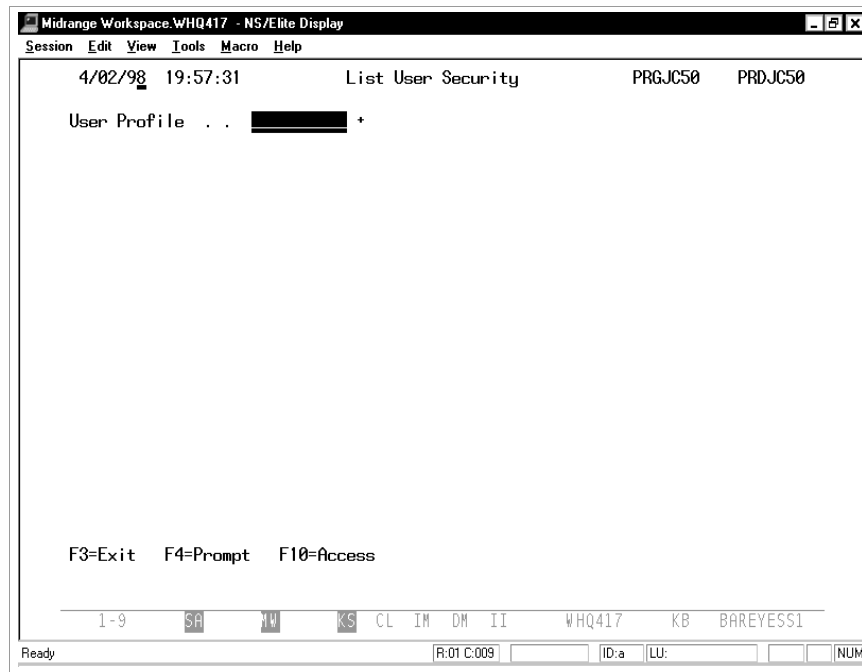 Midrange Workspace.WHQ417 - NS/Elite Display
Session Edit View Tools Macro Help
4/02/98 19:57:31 List User Security PRGJC50 PRDJC50
User Profile . . +
F3=Exit F4=Prompt F10=Access
1-9 SA MW KS CL IM DM II WHQ417 KB BAREYESS1
Ready R:01 C:009 ID:a LU: NUM